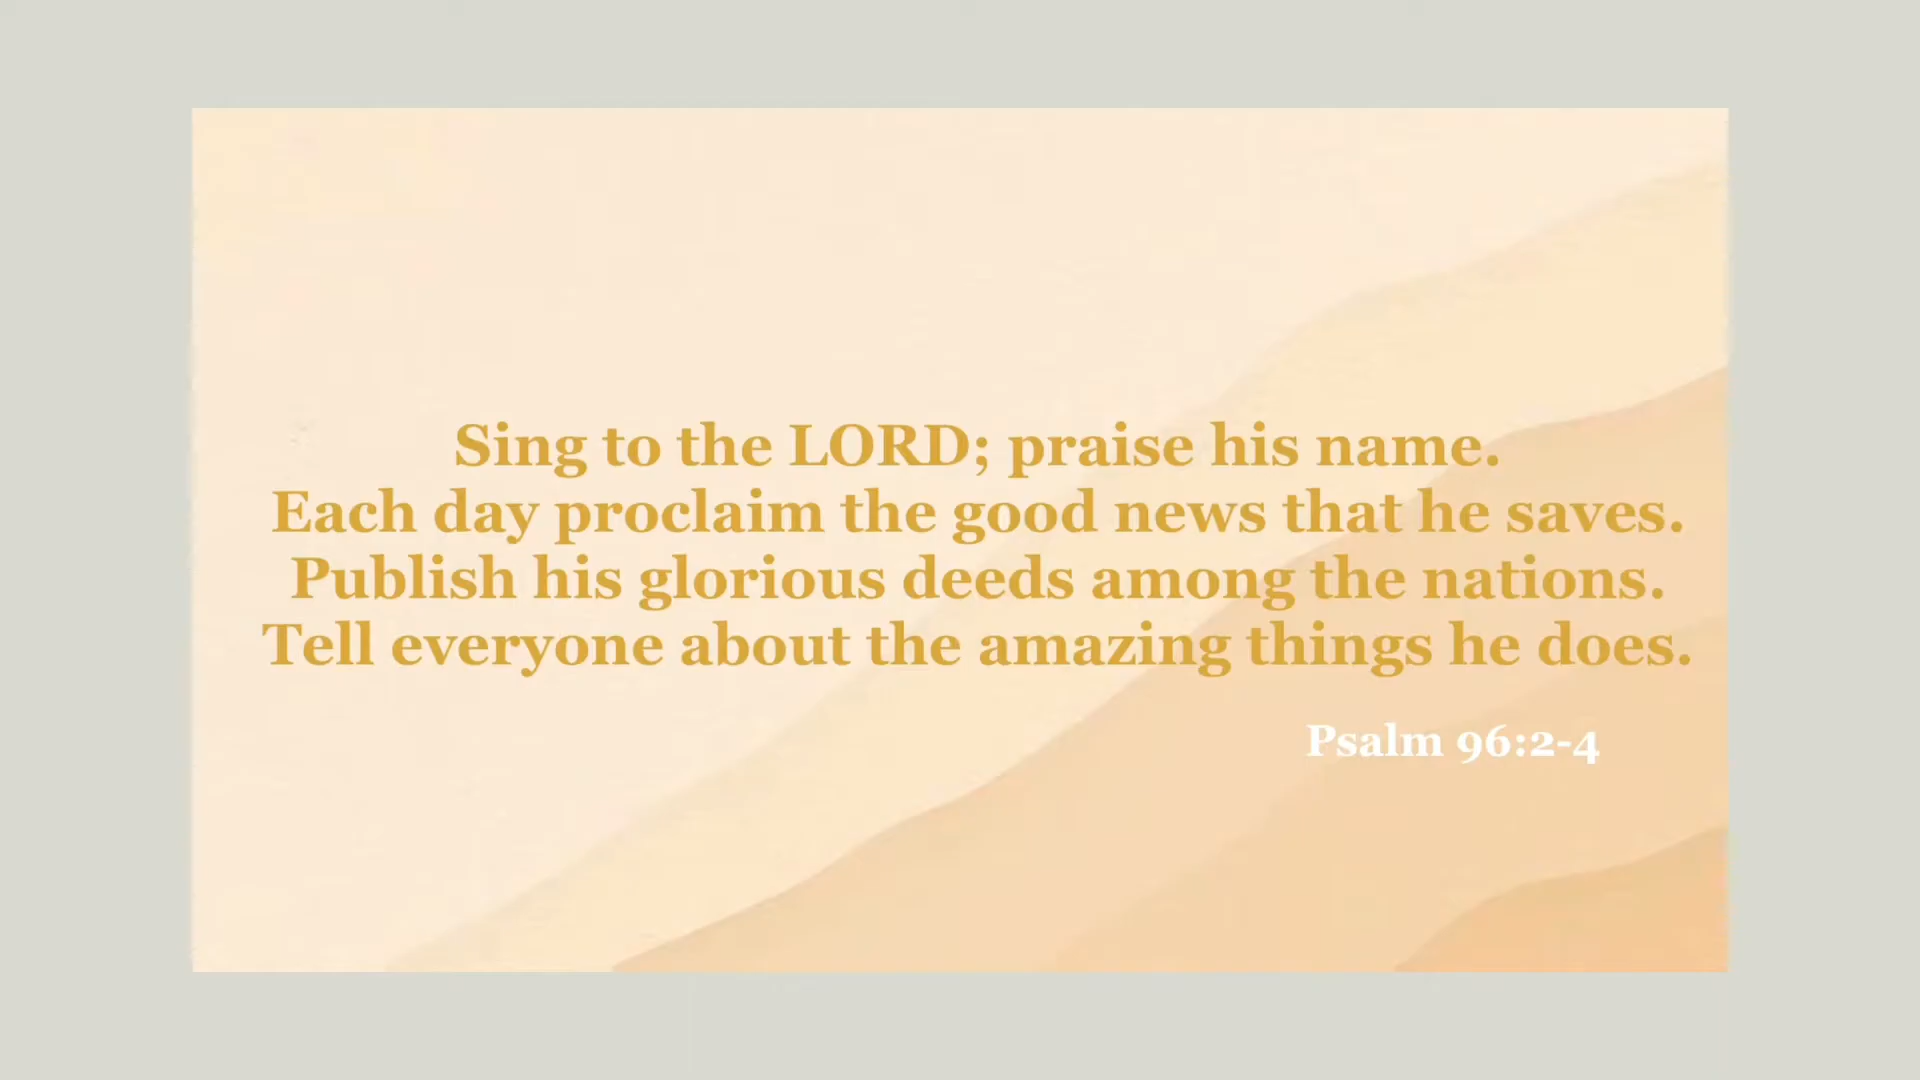 Sing to the LORD; praise his name.
Each day proclaim the good news that he saves.
Publish his glorious deeds among the nations.
Tell everyone about the amazing things he does.
Psalm 96:2-4